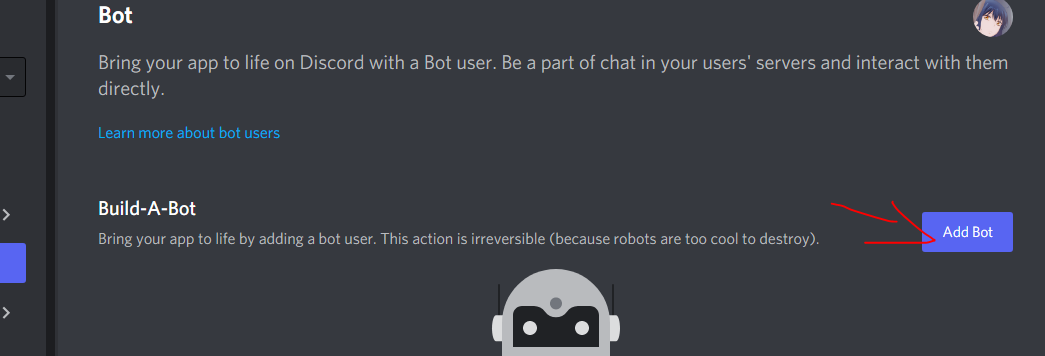 Bot
Bring your app to life on Discord with a Bot user. Be a part of chat in your users' servers and interact with them
directly.
Learn more about bot users
Build-A-Bot
Bring your app to life by adding a bot user. This action is irreversible (because robots are too cool to destroy).
Add Bot